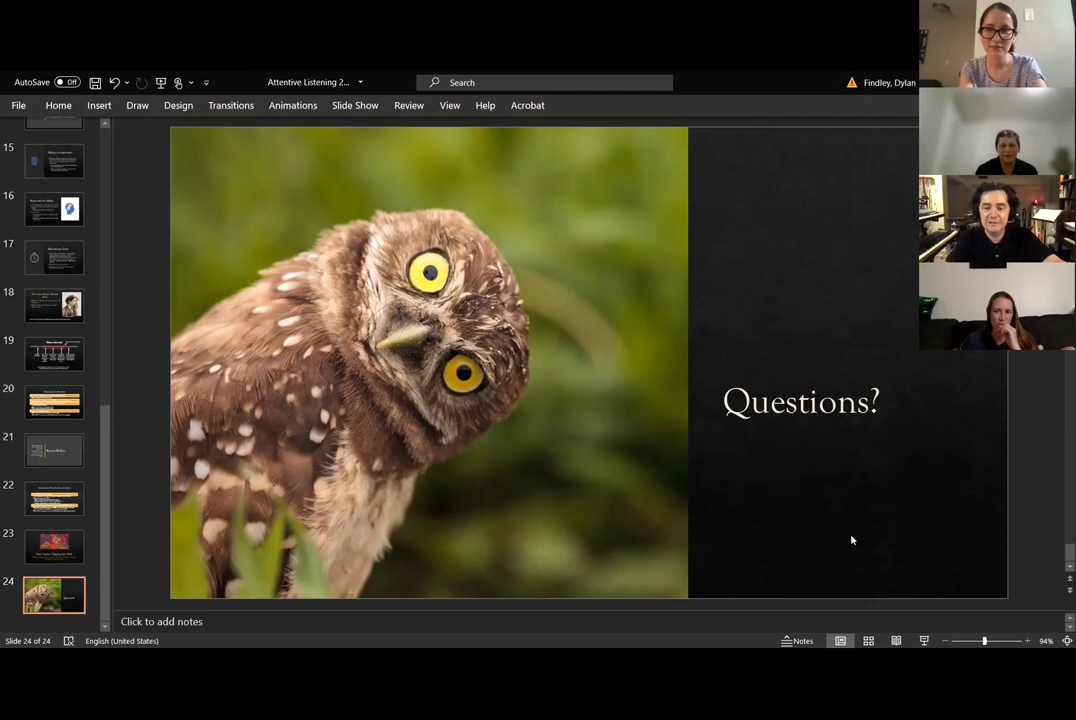 AutoSave Off
Attentive Listening 2...
Search
Findley, Dylan
File Home Insert Draw Design Transitions Animations Slide Show Review View Help Acrobat
15
16
17
18
19
20
21
22
23
24
Questions?
Click to add notes
Slide 24 of 24 English (United States) Notes 94%